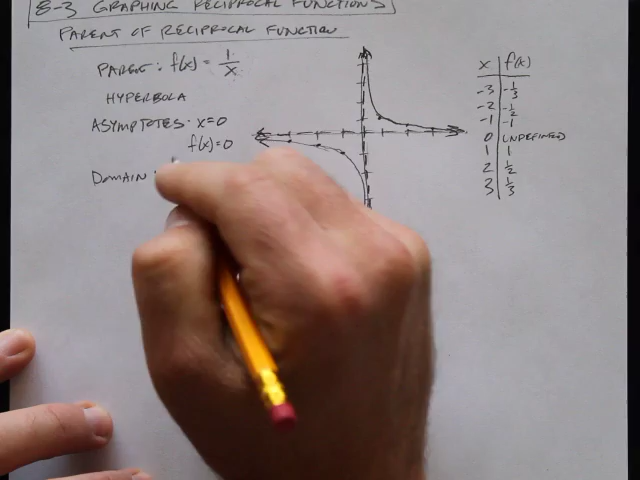 8-3 GRAPHING RECIPROCAL FUNCTIONS
PARENT OF RECIPROCAL FUNCTION
PARENT: f(x) = 1/x
HYPERBOLA
ASYMPTOTES: x=0
f(x)=0
DOMAIN:
x f(x)
-3 -1/3
-2 -1/2
-1 -1
0 UNDEFINED
1 1
2 1/2
3 1/3